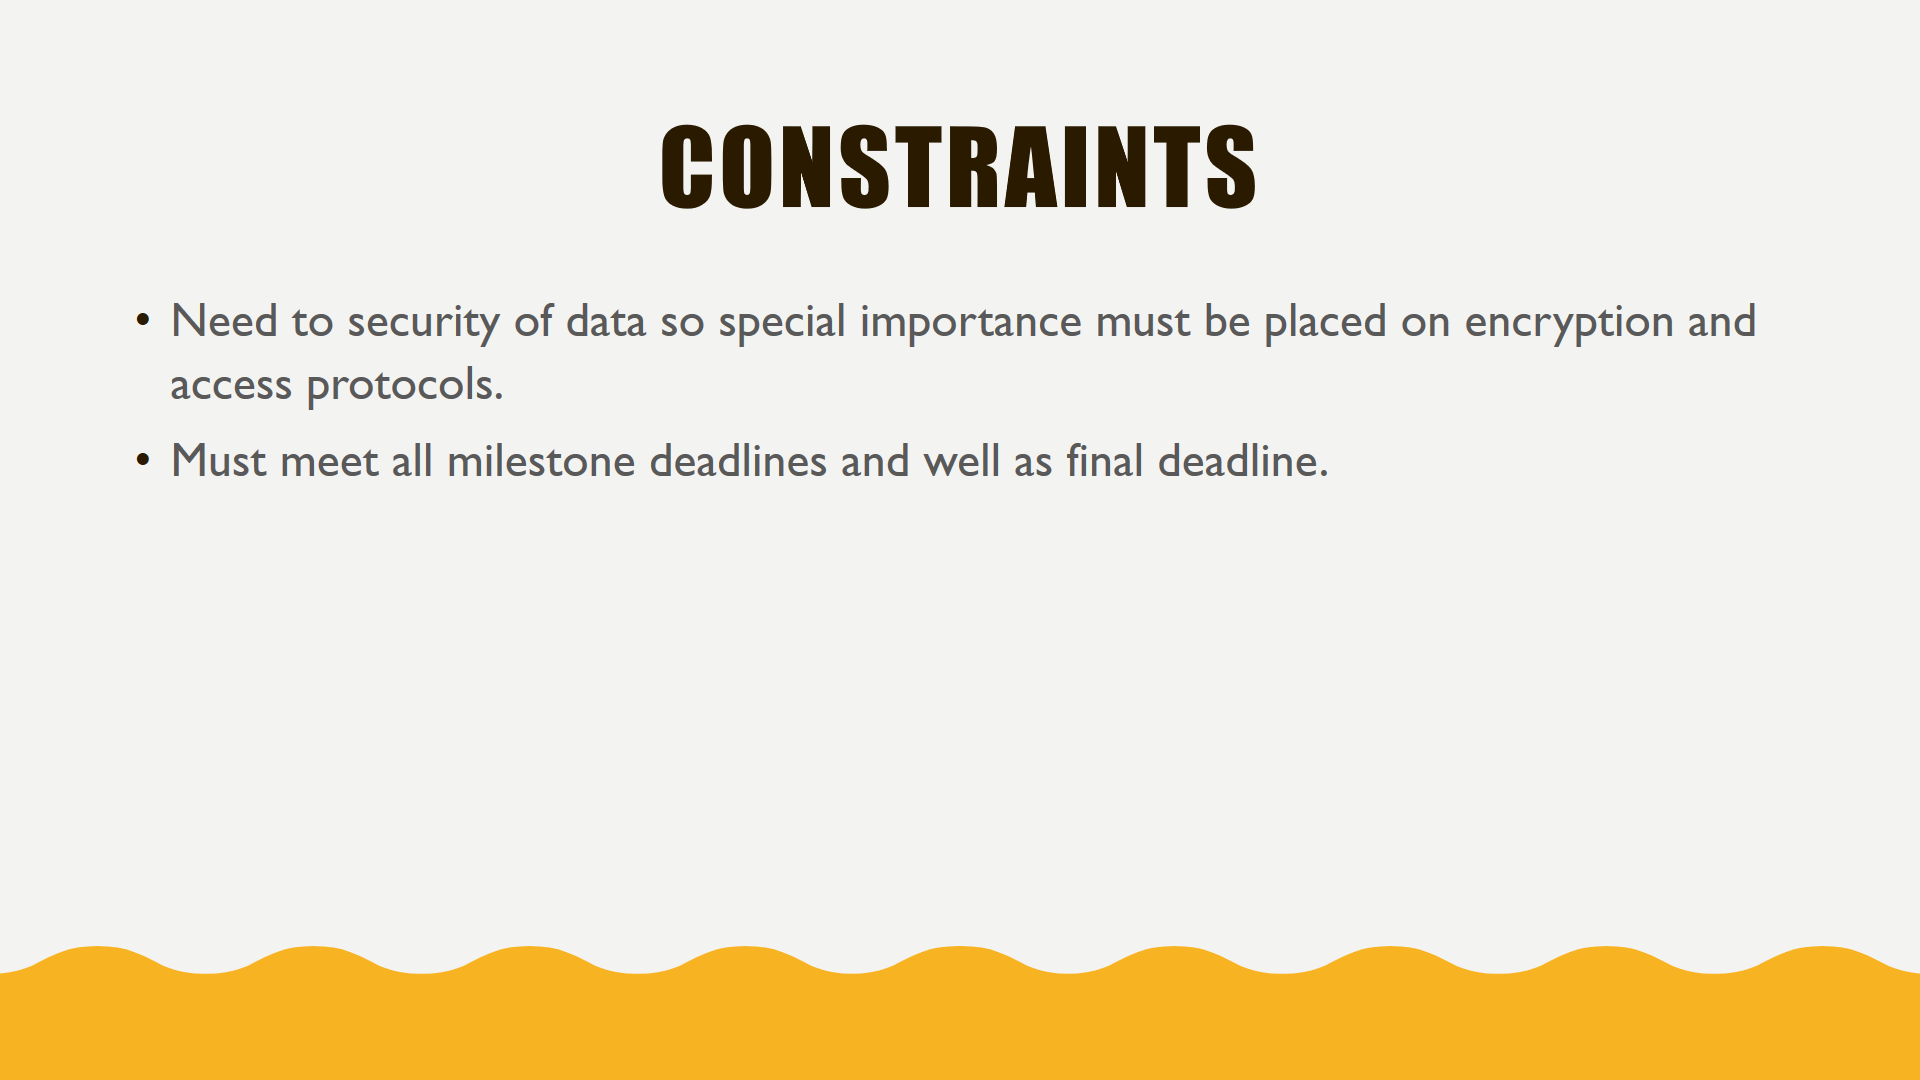 CONSTRAINTS
• Need to security of data so special importance must be placed on encryption and
access protocols.
• Must meet all milestone deadlines and well as final deadline.